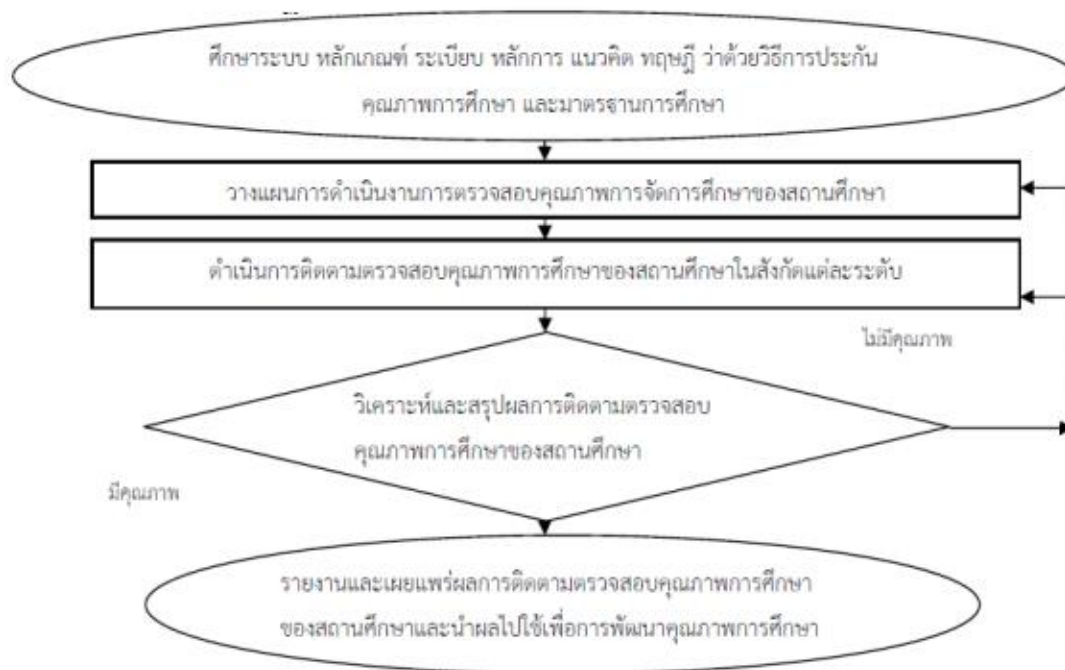 ศึกษาระบบ หลักเกณฑ์ ระเบียบ หลักการ แนวคิด ทฤษฎี ว่าด้วยวิธีการประกัน
คุณภาพการศึกษา และมาตรฐานการศึกษา
วางแผนการดำเนินงานการตรวจสอบคุณภาพการจัดการศึกษาของสถานศึกษา
ดำเนินการติดตามตรวจสอบคุณภาพการศึกษาของสถานศึกษาในสังกัดแต่ละระดับ
ไม่มีคุณภาพ
วิเคราะห์และสรุปผลการติดตามตรวจสอบ
คุณภาพการศึกษาของสถานศึกษา
มีคุณภาพ
รายงานและเผยแพร่ผลการติดตามตรวจสอบคุณภาพการศึกษา
ของสถานศึกษาและนำผลไปใช้เพื่อการพัฒนาคุณภาพการศึกษา